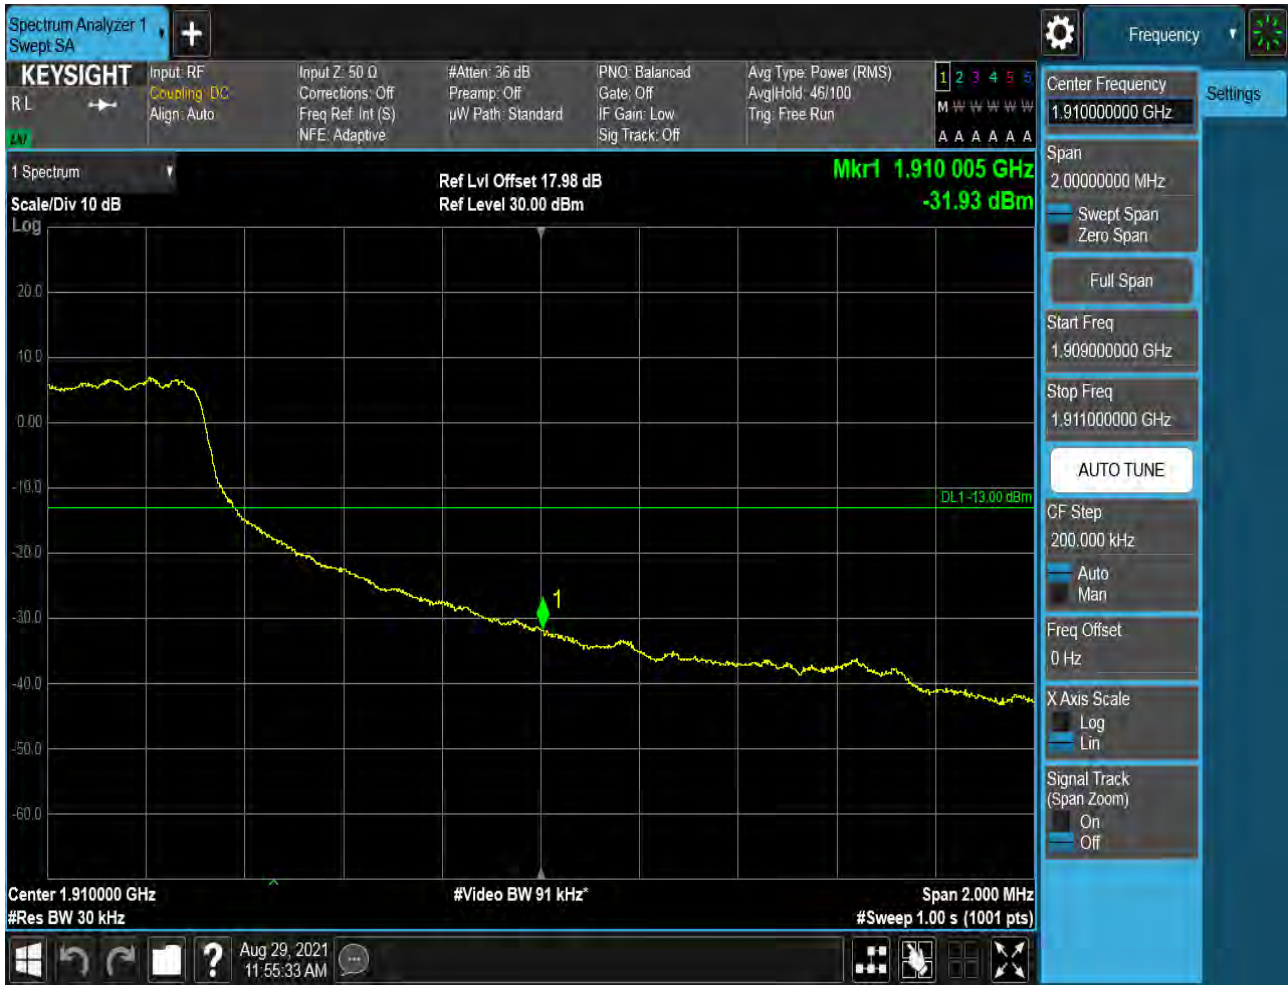 Spectrum Analyzer 1
Swept SA
+
Frequency
KEYSIGHT
R L
LXI
Input: RF
Coupling: DC
Align: Auto
Input Z: 50 Ω
Corrections: Off
Freq Ref: Int (S)
NFE: Adaptive
#Atten: 36 dB
Preamp: Off
µW Path: Standard
PNO: Balanced
Gate: Off
IF Gain: Low
Sig Track: Off
Avg Type: Power (RMS)
Avg|Hold: 46/100
Trig: Free Run
1 2 3 4 5 6
M W W W W W
A A A A A A
1 Spectrum
Scale/Div 10 dB
Log
Ref Lvl Offset 17.98 dB
Ref Level 30.00 dBm
Mkr1 1.910 005 GHz
-31.93 dBm
20.0
10.0
0.00
-10.0
-20.0
-30.0
-40.0
-50.0
-60.0
DL1 -13.00 dBm
1
Center 1.910000 GHz
#Res BW 30 kHz
#Video BW 91 kHz*
Span 2.000 MHz
#Sweep 1.00 s (1001 pts)
?
Aug 29, 2021
11:55:33 AM
Center Frequency
1.910000000 GHz
Settings
Span
2.00000000 MHz
Swept Span
Zero Span
Full Span
Start Freq
1.909000000 GHz
Stop Freq
1.911000000 GHz
AUTO TUNE
CF Step
200.000 kHz
Auto
Man
Freq Offset
0 Hz
X Axis Scale
Log
Lin
Signal Track
(Span Zoom)
On
Off